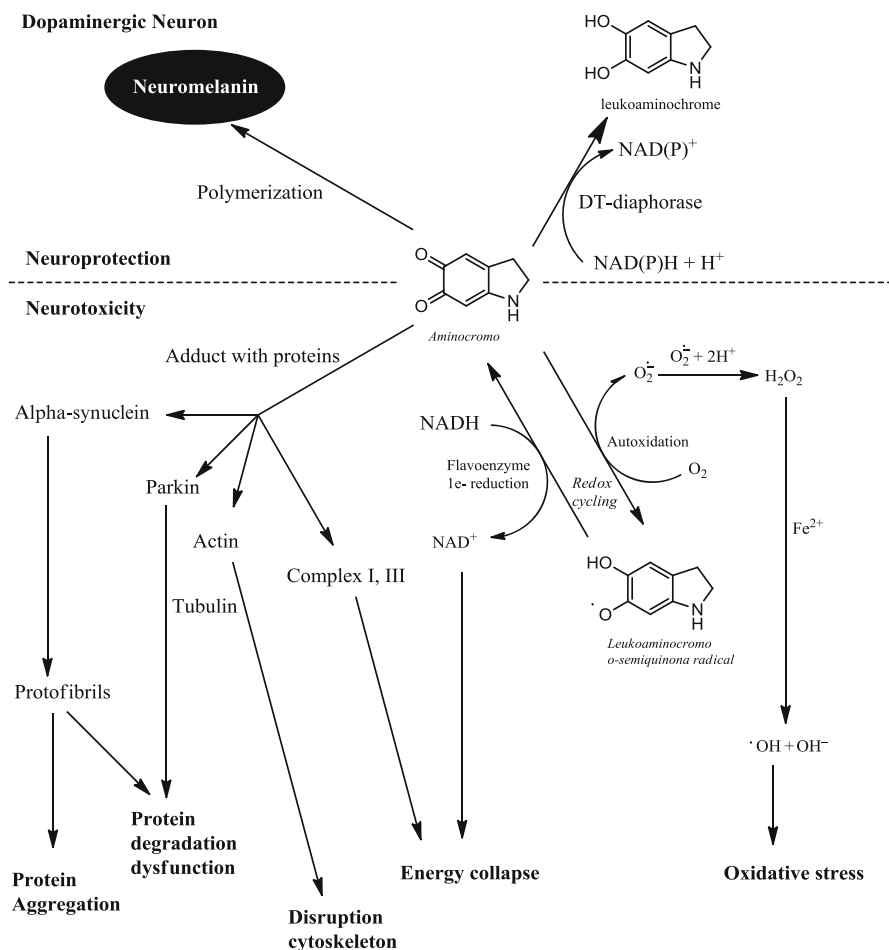 Dopaminergic Neuron
Neuromelanin
HO
HO
N
H
leukoaminochrome
NAD(P)⁺
Polymerization
DT-diaphorase
Neuroprotection
NAD(P)H + H⁺
O
O
N
H
Neurotoxicity
Aminocromo
Adduct with proteins
O₂·⁻
O₂·⁻ + 2H⁺
H₂O₂
Alpha-synuclein
NADH
Autoxidation
Flavoenzyme
1e- reduction
Redox
cycling
O₂
Parkin
Actin
NAD⁺
Fe²⁺
Complex I, III
HO
·O
N
H
Tubulin
Leukoaminocromo
o-semiquinona radical
Protofibrils
·OH + OH⁻
Protein
degradation
dysfunction
Protein
Aggregation
Energy collapse
Oxidative stress
Disruption
cytoskeleton